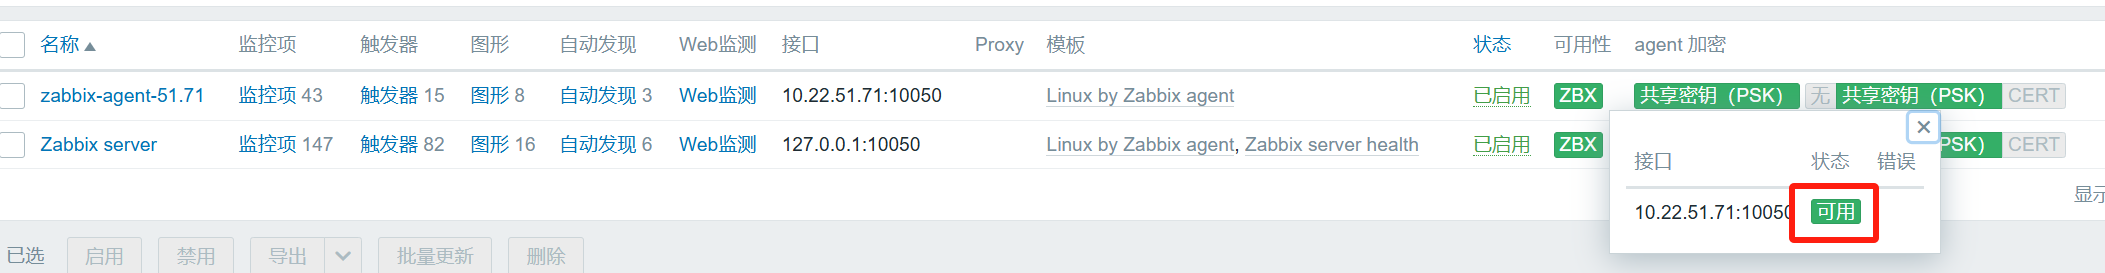 名称 监控项 触发器 图形 自动发现 Web监测 接口 Proxy 模板 状态 可用性 agent 加密
zabbix-agent-51.71 监控项 43 触发器 15 图形 8 自动发现 3 Web监测 10.22.51.71:10050 Linux by Zabbix agent 已启用 ZBX 共享密钥（PSK） 无 共享密钥（PSK） CERT
Zabbix server 监控项 147 触发器 82 图形 16 自动发现 6 Web监测 127.0.0.1:10050 Linux by Zabbix agent, Zabbix server health 已启用 ZBX PSK） CERT
接口 状态 错误
显示
10.22.51.71:10050 可用
已选 启用 禁用 导出 批量更新 删除